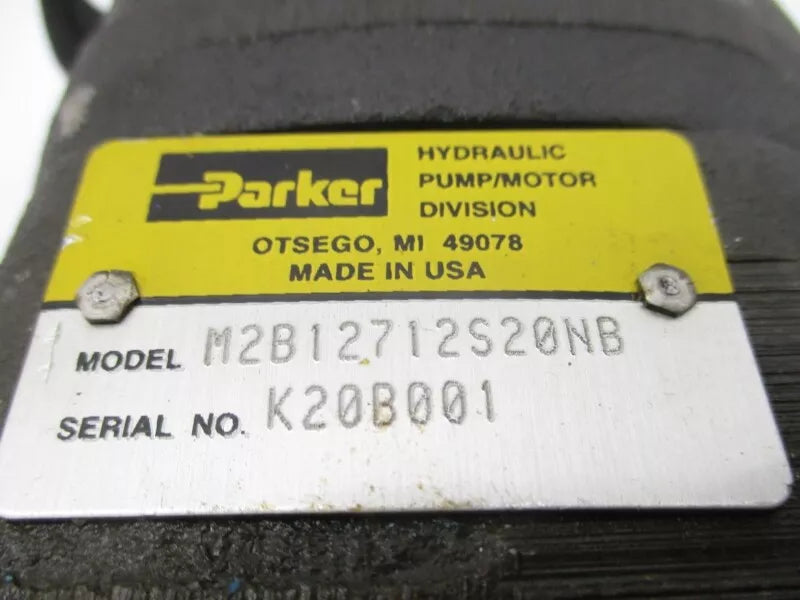 Parker
HYDRAULIC
PUMP/MOTOR
DIVISION
OTSEGO, MI 49078
MADE IN USA
MODEL M2B12712S20NB
SERIAL NO. K20B001